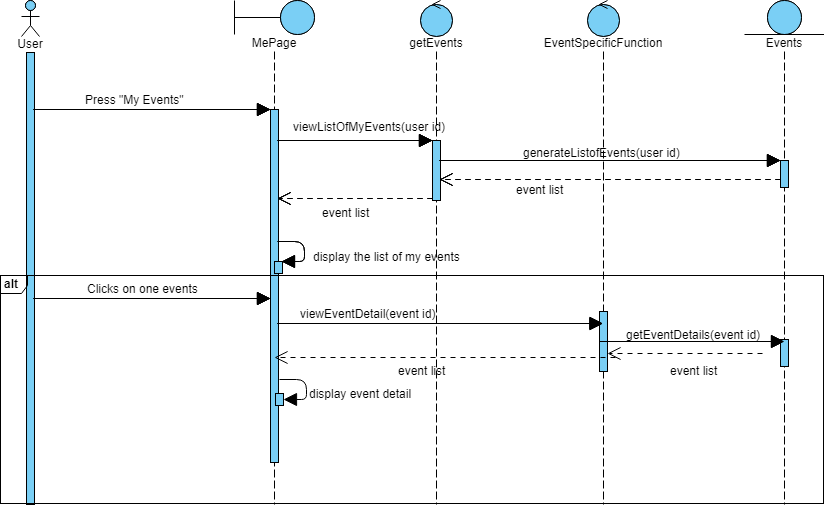 User
MePage
getEvents
EventSpecificFunction
Events
Press "My Events"
viewListOfMyEvents(user id)
generateListofEvents(user id)
event list
event list
display the list of my events
alt
Clicks on one events
viewEventDetail(event id)
getEventDetails(event id)
event list
event list
display event detail